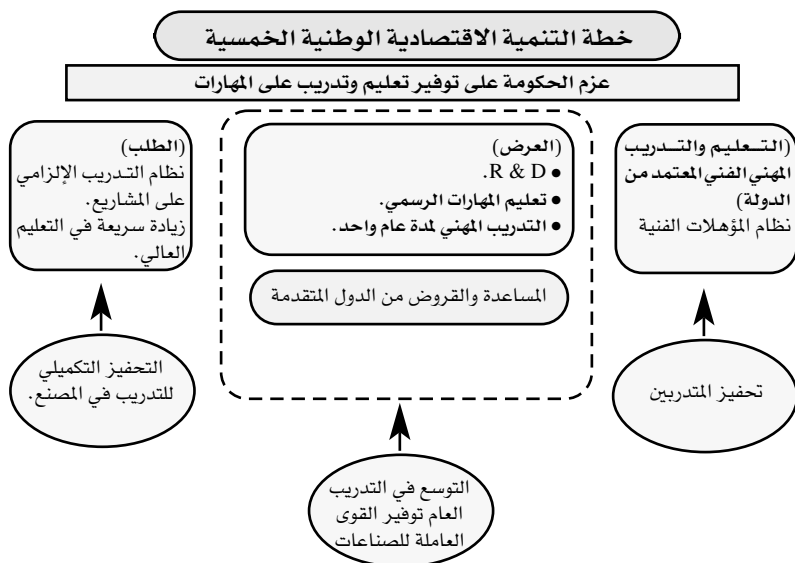 خطة التنمية الاقتصادية الوطنية الخمسية
عزم الحكومة على توفير تعليم وتدريب على المهارات
(التعليم والتدريب
المهني الفني المعتمد من
الدولة)
نظام المؤهلات الفنية
(العرض)
● R & D.
● تعليم المهارات الرسمي.
● التدريب المهني لمدة عام واحد.
المساعدة والقروض من الدول المتقدمة
(الطلب)
نظام التدريب الإلزامي
على المشاريع.
زيادة سريعة في التعليم
العالي.
تحفيز المتدربين
التوسع في التدريب
العام توفير القوى
العاملة للصناعات
التحفيز التكميلي
للتدريب في المصنع.